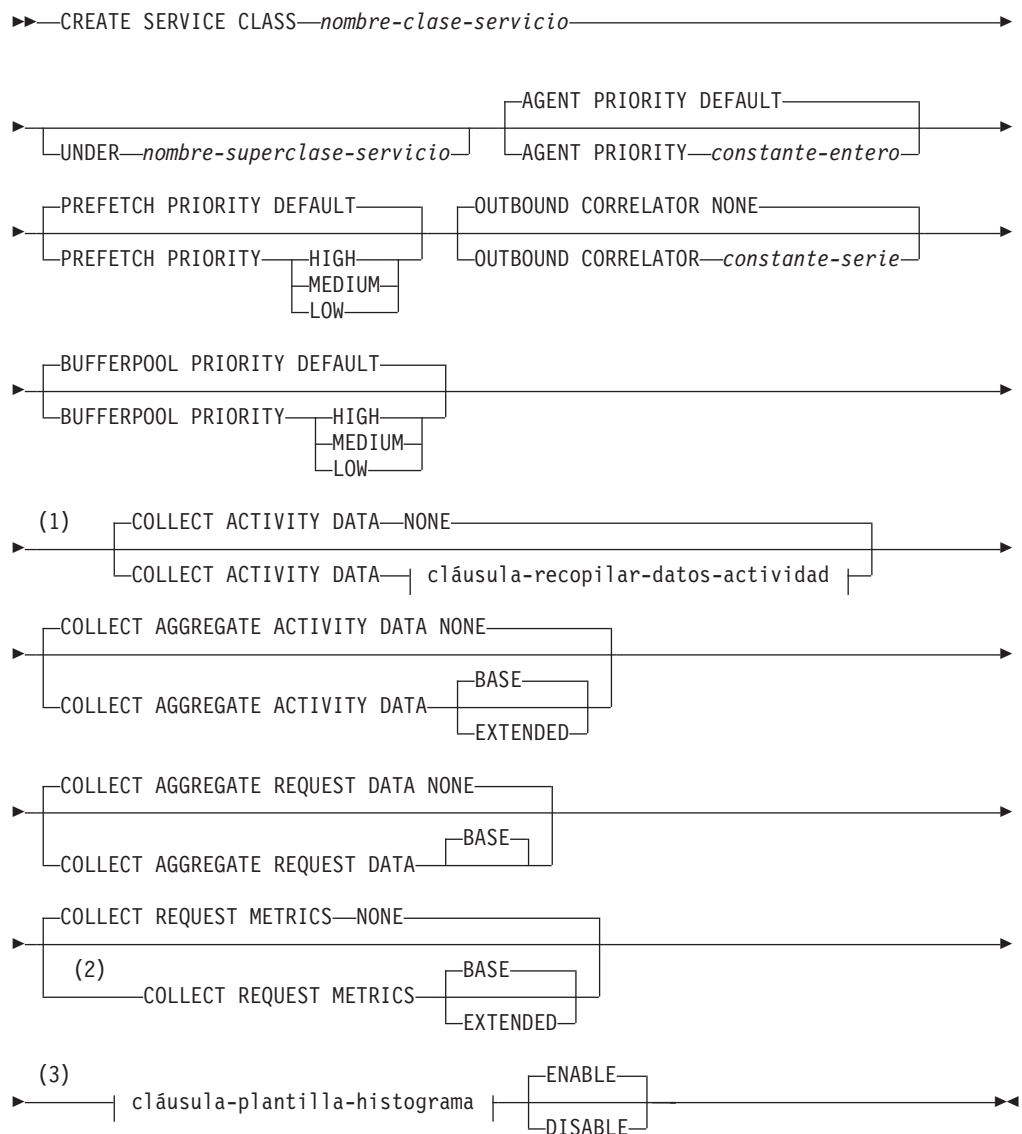 CREATE SERVICE CLASS nombre-clase-servicio
AGENT PRIORITY DEFAULT
UNDER nombre-superclase-servicio AGENT PRIORITY constante-entero
PREFETCH PRIORITY DEFAULT OUTBOUND CORRELATOR NONE
PREFETCH PRIORITY HIGH OUTBOUND CORRELATOR constante-serie
MEDIUM
LOW
BUFFERPOOL PRIORITY DEFAULT
BUFFERPOOL PRIORITY HIGH
MEDIUM
LOW
(1) COLLECT ACTIVITY DATA NONE
COLLECT ACTIVITY DATA cláusula-recopilar-datos-actividad
COLLECT AGGREGATE ACTIVITY DATA NONE
BASE
COLLECT AGGREGATE ACTIVITY DATA
EXTENDED
COLLECT AGGREGATE REQUEST DATA NONE
BASE
COLLECT AGGREGATE REQUEST DATA
COLLECT REQUEST METRICS NONE
(2) BASE
COLLECT REQUEST METRICS
EXTENDED
(3) ENABLE
cláusula-plantilla-histograma
DISABLE